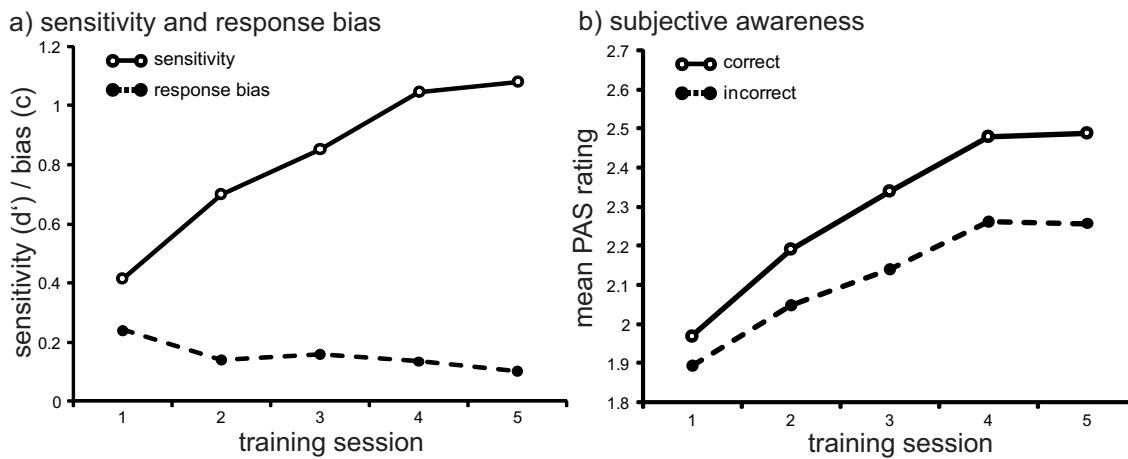 a) sensitivity and response bias
1.2
1
0.8
0.6
0.4
0.2
0
sensitivity (d‘) / bias (c)
sensitivity
response bias
1 2 3 4 5
training session
b) subjective awareness
2.7
2.6
2.5
2.4
2.3
2.2
2.1
2
1.9
1.8
mean PAS rating
correct
incorrect
1 2 3 4 5
training session